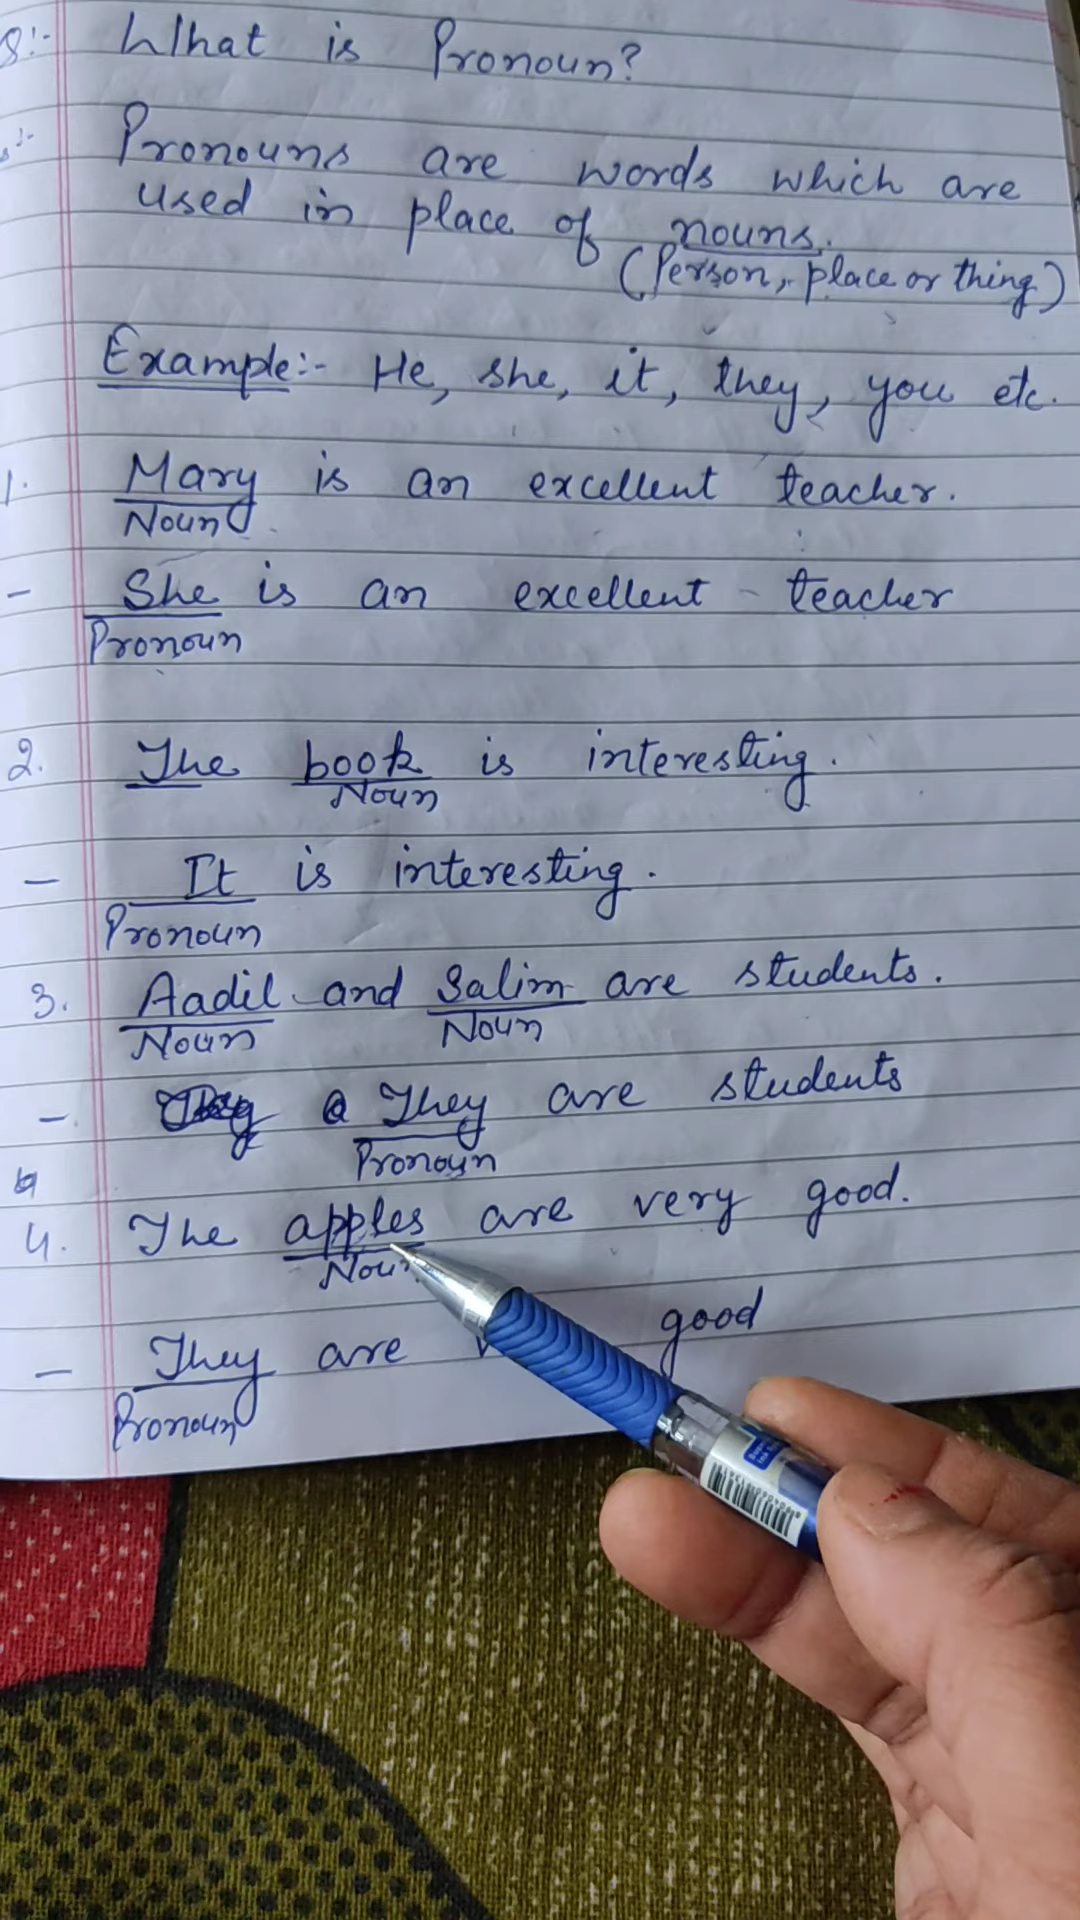 Q:- What is Pronoun?
s:- Pronouns are words which are
used in place of nouns.
(Person, place or thing)
Example:- He, she, it, they, you etc.
1. Mary is an excellent teacher.
Noun
- She is an excellent teacher
Pronoun
2. The book is interesting.
Noun
- It is interesting.
Pronoun
3. Aadil and Salim are students.
Noun Noun
- They are students
Pronoun
4. The apples are very good.
Noun
- They are good
Pronoun